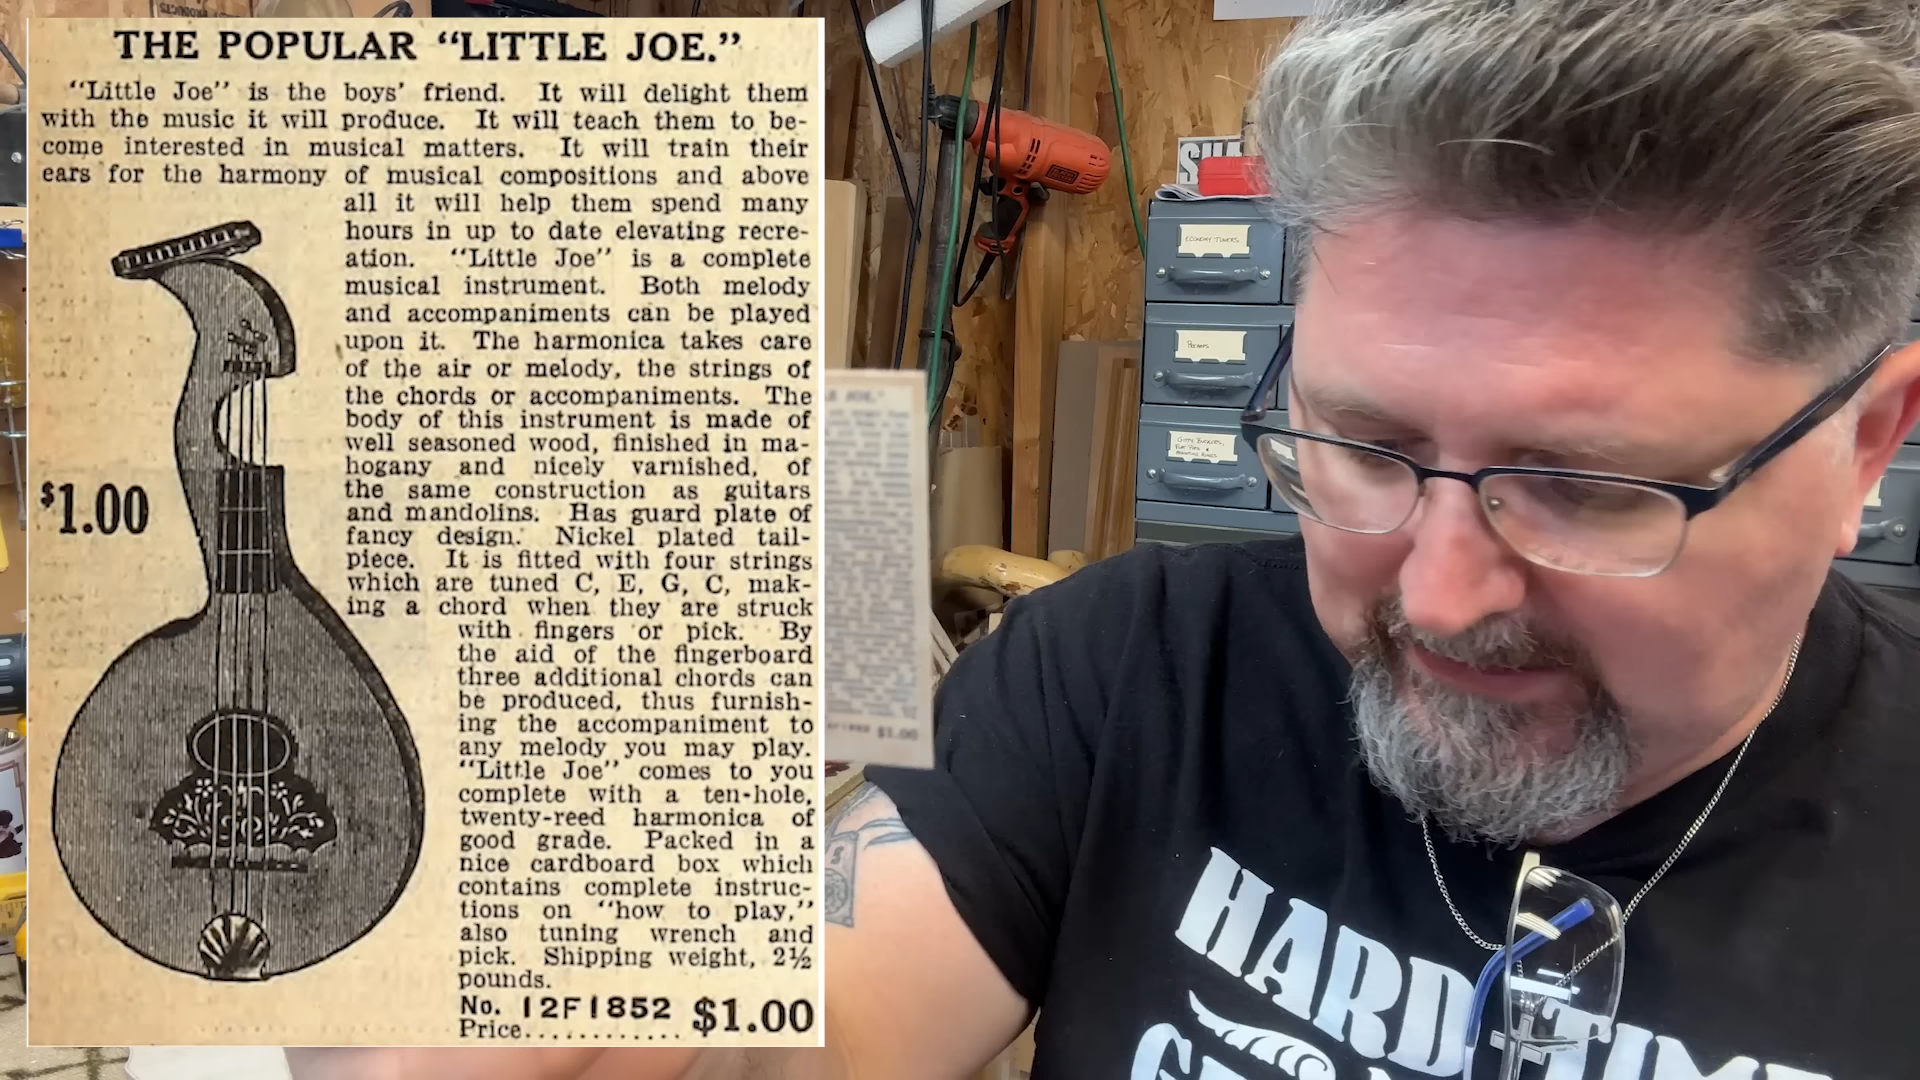 THE POPULAR “LITTLE JOE.”
“Little Joe” is the boys’ friend. It will delight them
with the music it will produce. It will teach them to be-
come interested in musical matters. It will train their
ears for the harmony of musical compositions and above
all it will help them spend many
hours in up to date elevating recre-
ation. “Little Joe” is a complete
musical instrument. Both melody
and accompaniments can be played
upon it. The harmonica takes care
of the air or melody, the strings of
the chords or accompaniments. The
body of this instrument is made of
well seasoned wood, finished in ma-
hogany and nicely varnished, of
the same construction as guitars
and mandolins. Has guard plate of
fancy design. Nickel plated tail-
piece. It is fitted with four strings
which are tuned C, E, G, C, mak-
ing a chord when they are struck
with fingers or pick. By
the aid of the fingerboard
three additional chords can
be produced, thus furnish-
ing the accompaniment to
any melody you may play.
“Little Joe” comes to you
complete with a ten-hole,
twenty-reed harmonica of
good grade. Packed in a
nice cardboard box which
contains complete instruc-
tions on “how to play,”
also tuning wrench and
pick. Shipping weight, 2½
pounds.
No. 12F1852 $1.00
Price............
$1.00
$1.00
ECONOMY TUNERS
HARD TIME